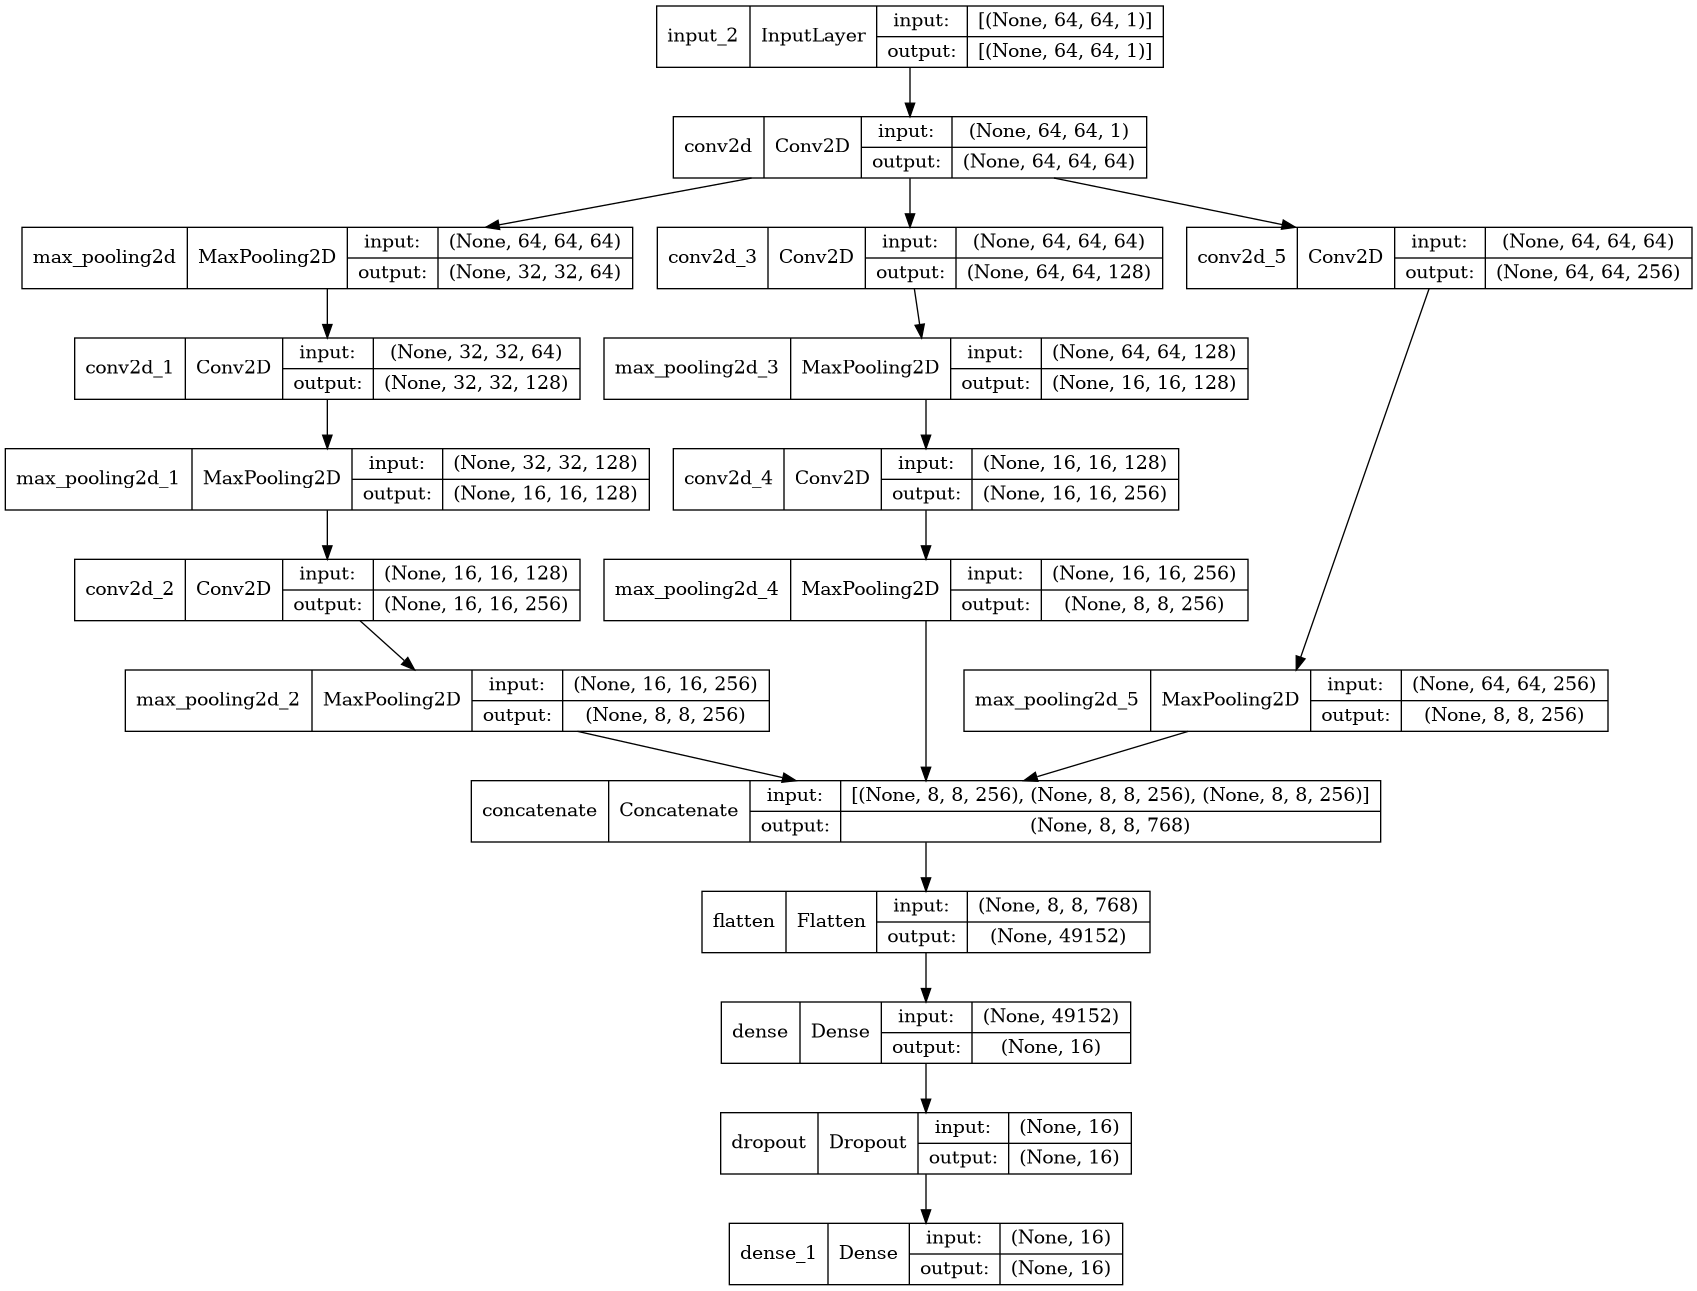 input_2 InputLayer input: [(None, 64, 64, 1)]
output: [(None, 64, 64, 1)]
conv2d Conv2D input: (None, 64, 64, 1)
output: (None, 64, 64, 64)
max_pooling2d MaxPooling2D input: (None, 64, 64, 64)
output: (None, 32, 32, 64)
conv2d_3 Conv2D input: (None, 64, 64, 64)
output: (None, 64, 64, 128)
conv2d_5 Conv2D input: (None, 64, 64, 64)
output: (None, 64, 64, 256)
conv2d_1 Conv2D input: (None, 32, 32, 64)
output: (None, 32, 32, 128)
max_pooling2d_3 MaxPooling2D input: (None, 64, 64, 128)
output: (None, 16, 16, 128)
max_pooling2d_1 MaxPooling2D input: (None, 32, 32, 128)
output: (None, 16, 16, 128)
conv2d_4 Conv2D input: (None, 16, 16, 128)
output: (None, 16, 16, 256)
conv2d_2 Conv2D input: (None, 16, 16, 128)
output: (None, 16, 16, 256)
max_pooling2d_4 MaxPooling2D input: (None, 16, 16, 256)
output: (None, 8, 8, 256)
max_pooling2d_2 MaxPooling2D input: (None, 16, 16, 256)
output: (None, 8, 8, 256)
max_pooling2d_5 MaxPooling2D input: (None, 64, 64, 256)
output: (None, 8, 8, 256)
concatenate Concatenate input: [(None, 8, 8, 256), (None, 8, 8, 256), (None, 8, 8, 256)]
output: (None, 8, 8, 768)
flatten Flatten input: (None, 8, 8, 768)
output: (None, 49152)
dense Dense input: (None, 49152)
output: (None, 16)
dropout Dropout input: (None, 16)
output: (None, 16)
dense_1 Dense input: (None, 16)
output: (None, 16)